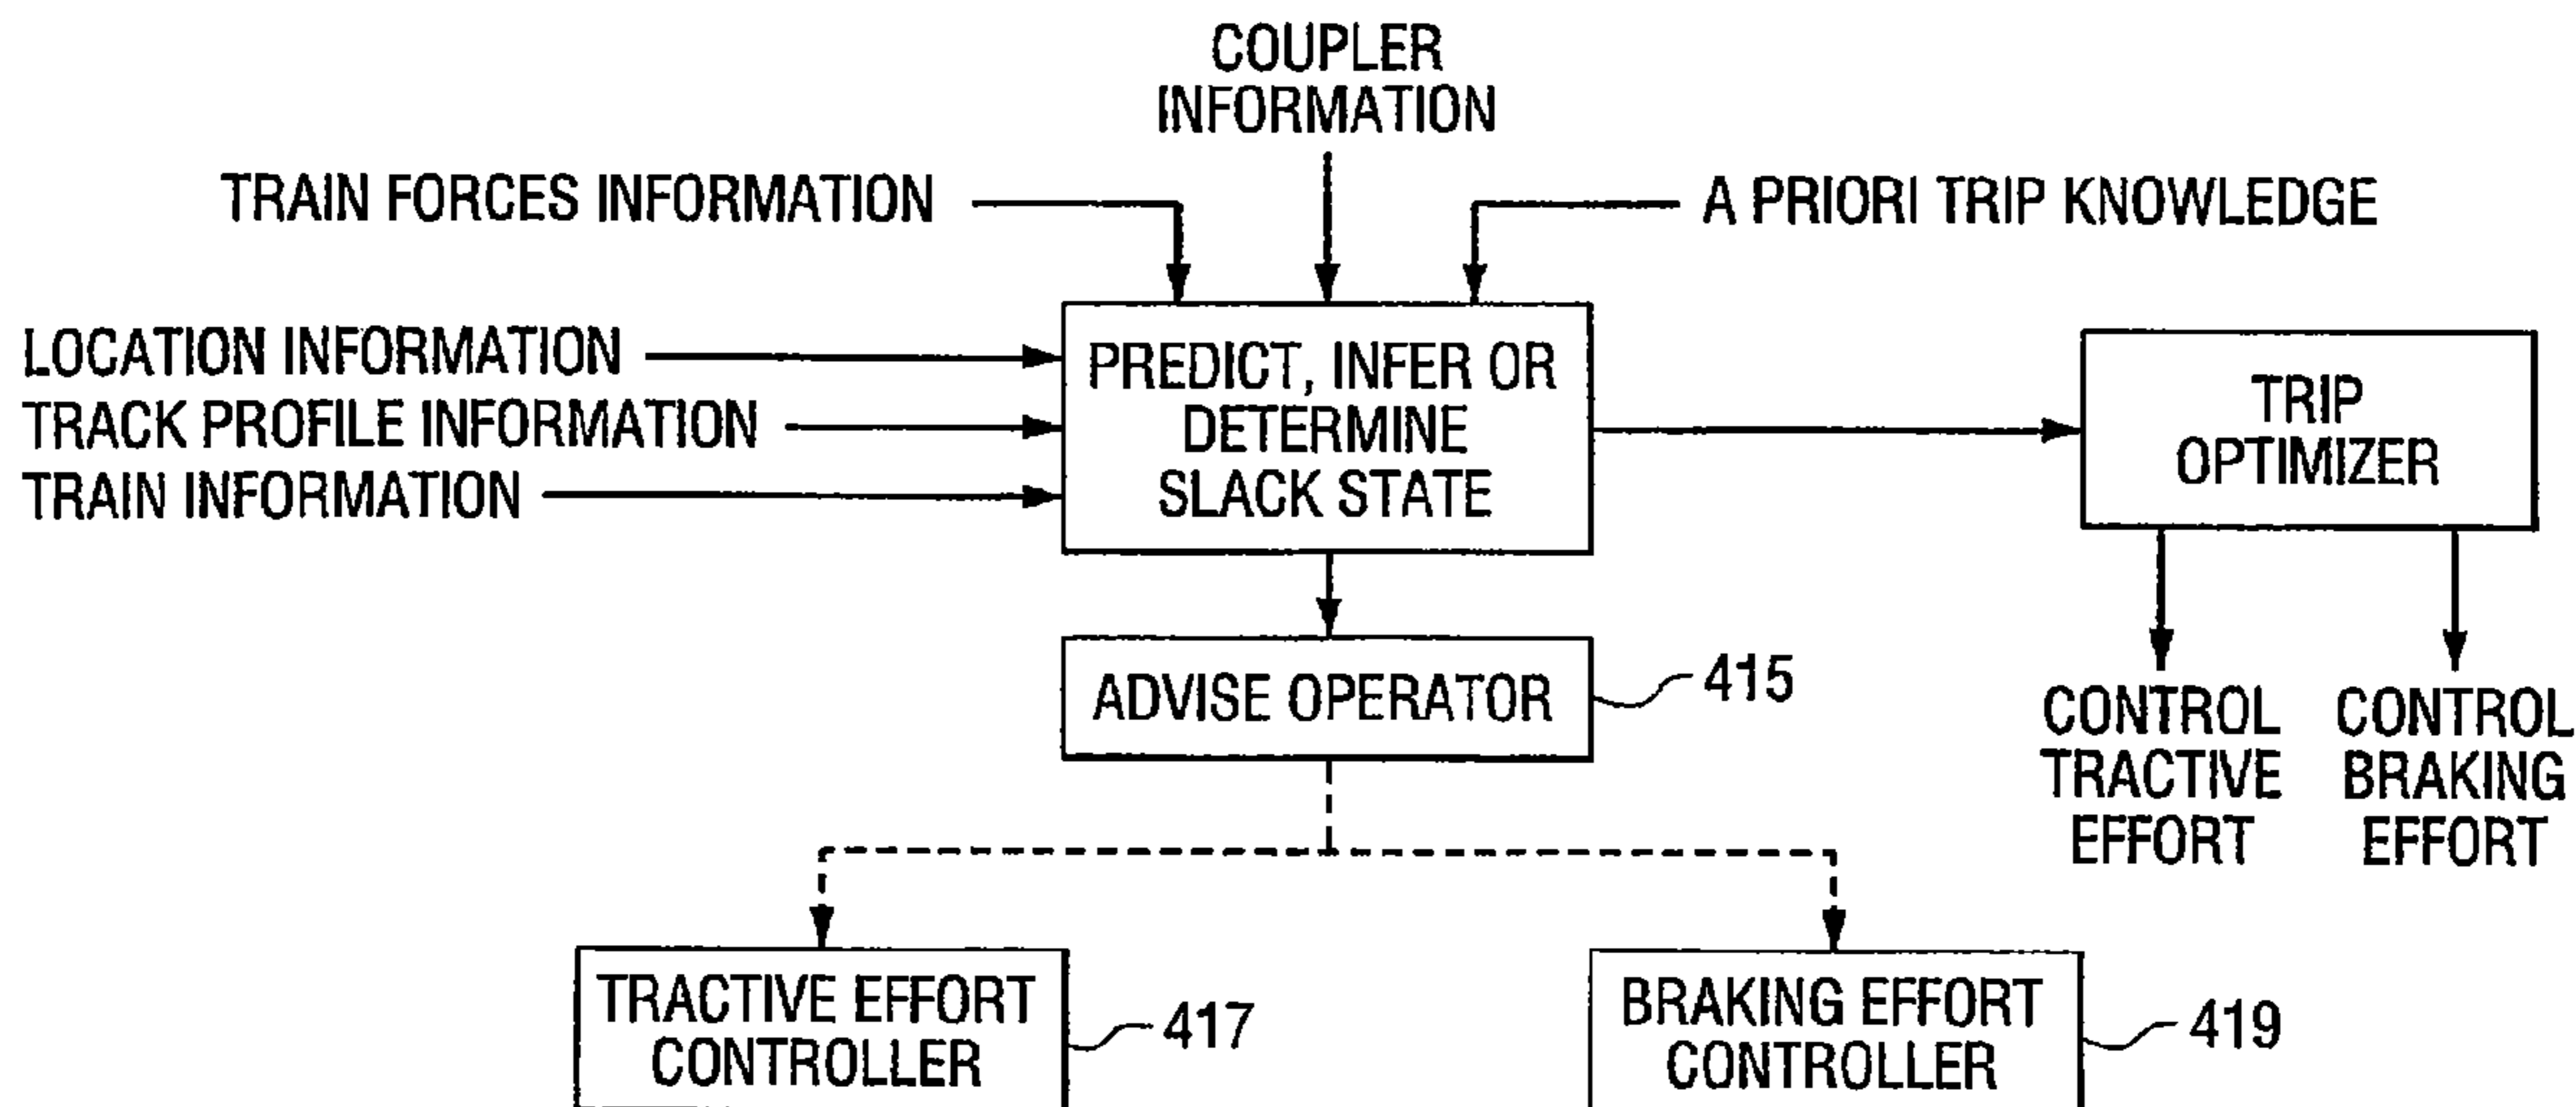 COUPLER
INFORMATION
TRAIN FORCES INFORMATION
A PRIORI TRIP KNOWLEDGE
LOCATION INFORMATION
TRACK PROFILE INFORMATION
TRAIN INFORMATION
PREDICT, INFER OR
DETERMINE
SLACK STATE
TRIP
OPTIMIZER
ADVISE OPERATOR
415
CONTROL
TRACTIVE
EFFORT
CONTROL
BRAKING
EFFORT
TRACTIVE EFFORT
CONTROLLER
417
BRAKING EFFORT
CONTROLLER
419